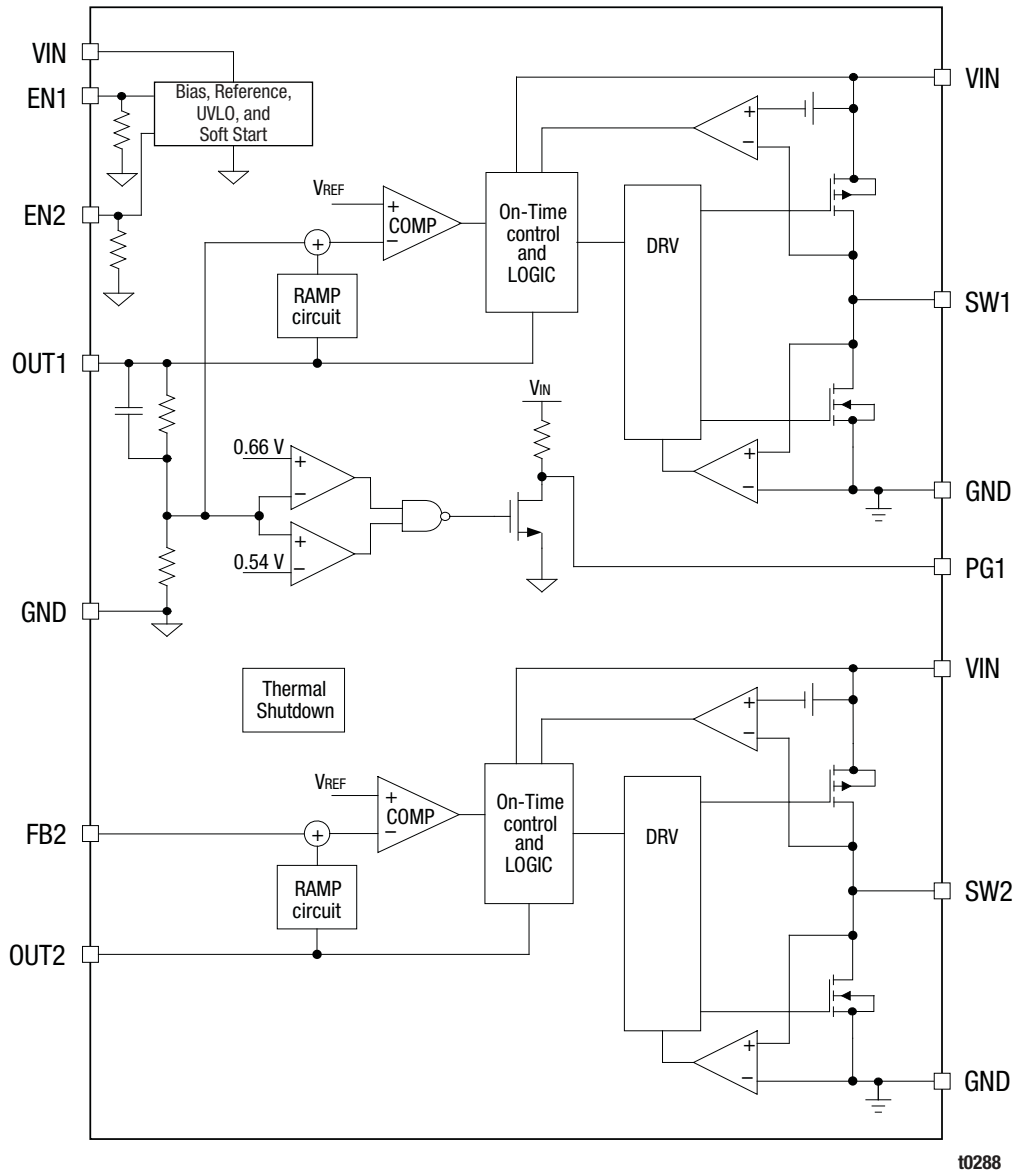 VIN
EN1
Bias, Reference,
UVLO, and
Soft Start
EN2
VREF
+
−
COMP
+
RAMP
circuit
On-Time
control
and
LOGIC
DRV
+
−
VIN
SW1
OUT1
VIN
0.66 V
+
−
+
−
0.54 V
+
−
GND
PG1
GND
Thermal
Shutdown
VIN
+
−
VREF
+
−
COMP
On-Time
control
and
LOGIC
DRV
FB2
+
RAMP
circuit
SW2
OUT2
+
−
GND
t0288